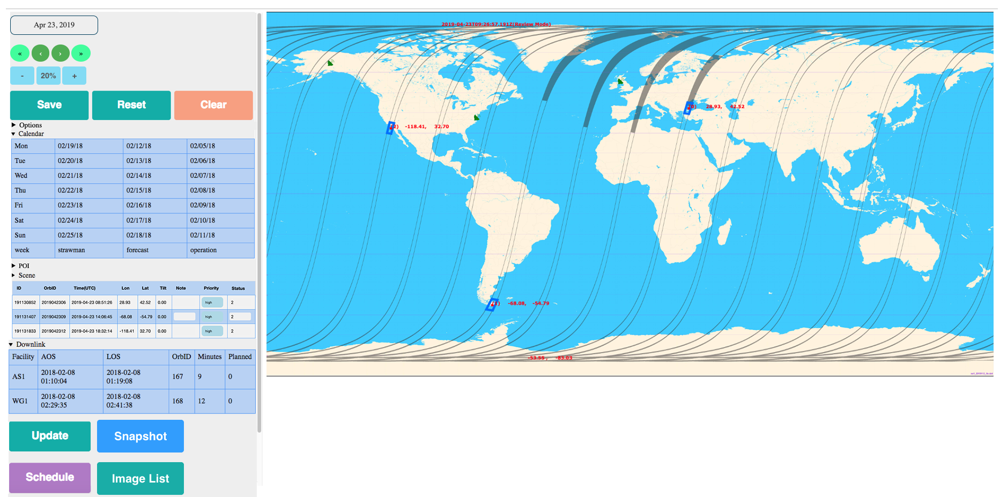 Apr 23, 2019
« ‹ › »
- 20% +
Save Reset Clear
Options
Calendar
Mon 02/19/18 02/12/18 02/05/18
Tue 02/20/18 02/13/18 02/06/18
Wed 02/21/18 02/14/18 02/07/18
Thu 02/22/18 02/15/18 02/08/18
Fri 02/23/18 02/16/18 02/09/18
Sat 02/24/18 02/17/18 02/10/18
Sun 02/25/18 02/18/18 02/11/18
week strawman forecast operation
POI
Scene
ID OrbID Time(UTC) Lon Lat Tilt Note Priority Status
191130852 2019042306 2019-04-23 08:51:26 28.93 42.52 0.00 high 2
191131407 2019042309 2019-04-23 14:06:45 -68.08 -54.79 0.00 high 2
191131833 2019042312 2019-04-23 18:32:14 -118.41 32.70 0.00 high 2
Downlink
Facility AOS LOS OrbID Minutes Planned
AS1 2018-02-08 01:10:04 2018-02-08 01:19:08 167 9 0
WG1 2018-02-08 02:29:35 2018-02-08 02:41:38 168 12 0
Update Snapshot
Schedule Image List
2019-04-23T09:26:57.191Z(Review Mode)
(0) 28.93, 42.52
(2) -118.41, 32.70
(1) -68.08, -54.79
-53.55, -83.03